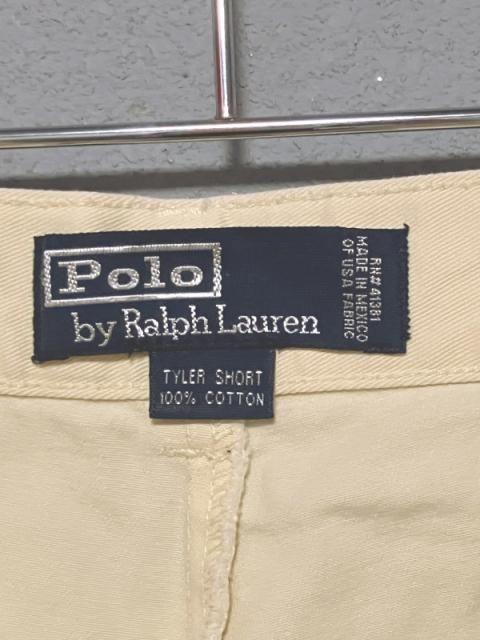 Polo
by Ralph Lauren
RN# 41381
MADE IN MEXICO
OF USA FABRIC
TYLER SHORT
100% COTTON